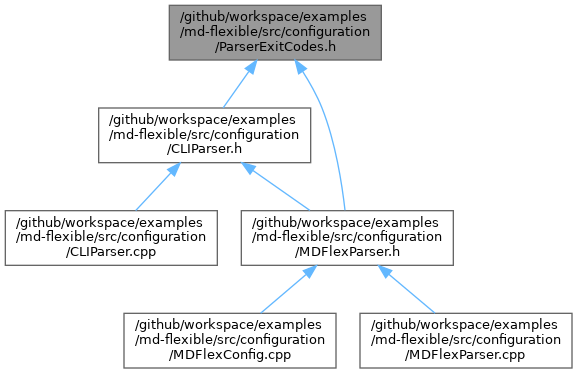 /github/workspace/examples
/md-flexible/src/configuration
/ParserExitCodes.h
/github/workspace/examples
/md-flexible/src/configuration
/CLIParser.h
/github/workspace/examples
/md-flexible/src/configuration
/CLIParser.cpp
/github/workspace/examples
/md-flexible/src/configuration
/MDFlexParser.h
/github/workspace/examples
/md-flexible/src/configuration
/MDFlexConfig.cpp
/github/workspace/examples
/md-flexible/src/configuration
/MDFlexParser.cpp